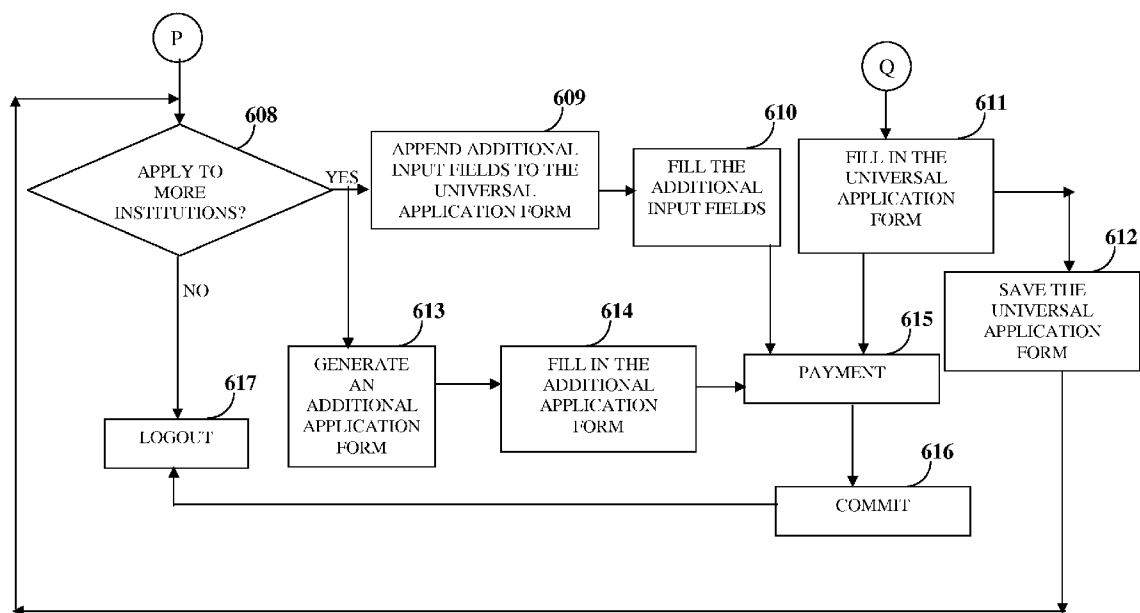 P
Q
608
609
610
611
APPLY TO
MORE
INSTITUTIONS?
YES
APPEND ADDITIONAL
INPUT FIELDS TO THE
UNIVERSAL
APPLICATION FORM
FILL THE
ADDITIONAL
INPUT FIELDS
FILL IN THE
UNIVERSAL
APPLICATION
FORM
612
SAVE THE
UNIVERSAL
APPLICATION
FORM
NO
613
GENERATE
AN
ADDITIONAL
APPLICATION
FORM
614
FILL IN THE
ADDITIONAL
APPLICATION
FORM
615
PAYMENT
617
LOGOUT
616
COMMIT